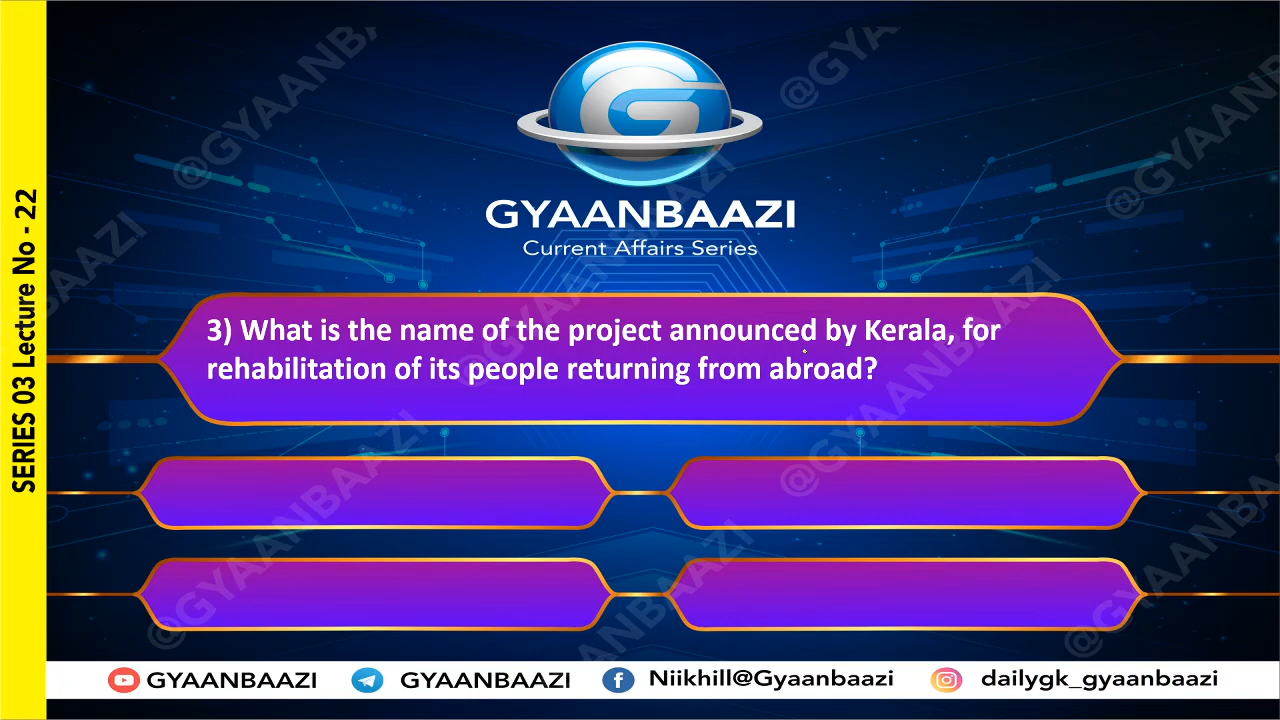 SERIES 03 Lecture No - 22
@GYAANBAAZI
G
GYAANBAAZI
Current Affairs Series
3) What is the name of the project announced by Kerala, for
rehabilitation of its people returning from abroad?
GYAANBAAZI
GYAANBAAZI
Niikhill@Gyaanbaazi
dailygk_gyaanbaazi